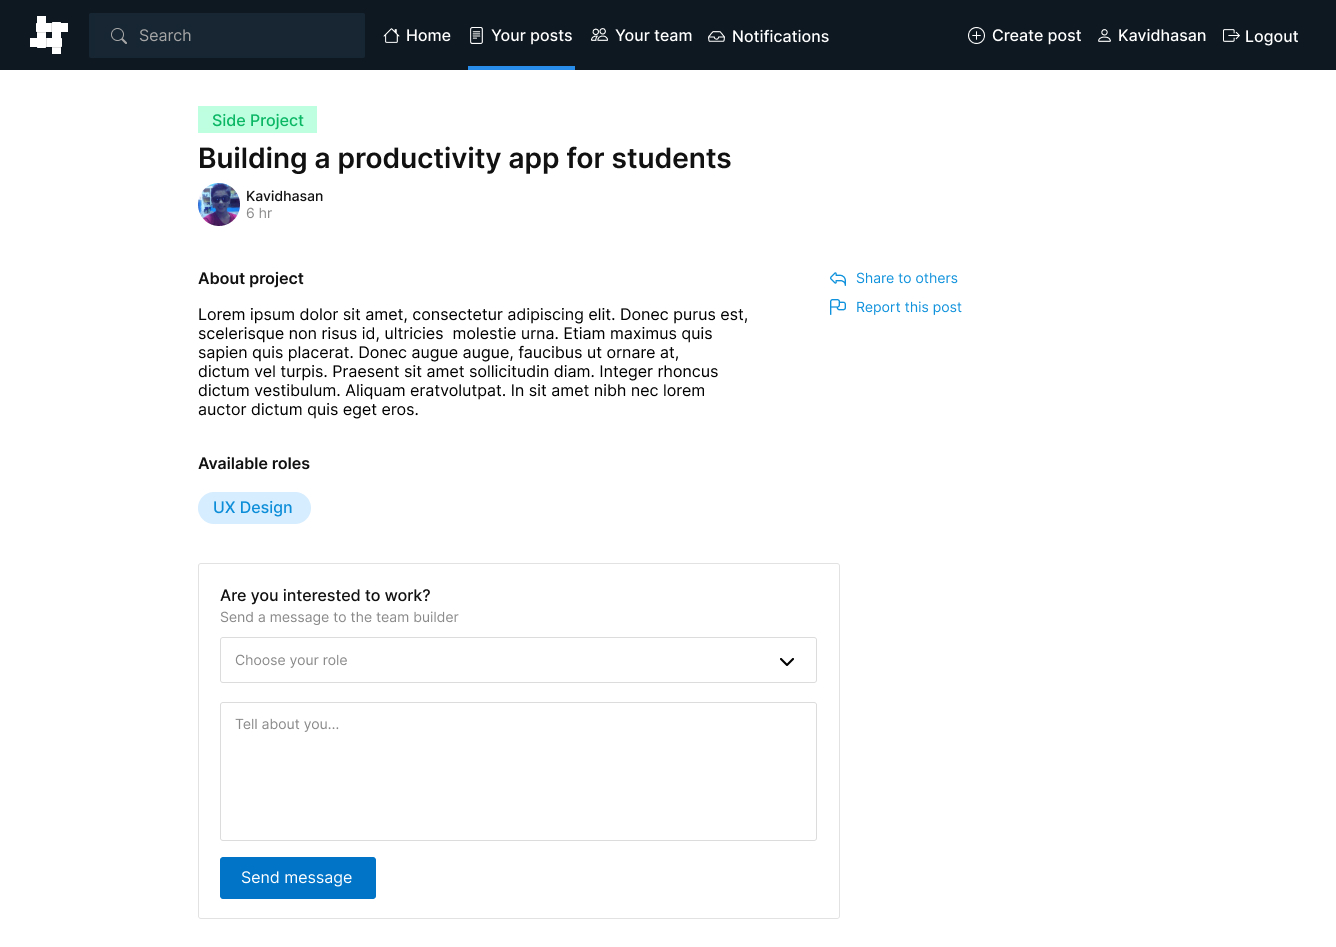 Search
Home
Your posts
Your team
Notifications
Create post
Kavidhasan
Logout
Side Project
Building a productivity app for students
Kavidhasan
6 hr
About project
Lorem ipsum dolor sit amet, consectetur adipiscing elit. Donec purus est,
scelerisque non risus id, ultricies  molestie urna. Etiam maximus quis
sapien quis placerat. Donec augue augue, faucibus ut ornare at,
dictum vel turpis. Praesent sit amet sollicitudin diam. Integer rhoncus
dictum vestibulum. Aliquam eratvolutpat. In sit amet nibh nec lorem
auctor dictum quis eget eros.
Share to others
Report this post
Available roles
UX Design
Are you interested to work?
Send a message to the team builder
Choose your role
Tell about you...
Send message